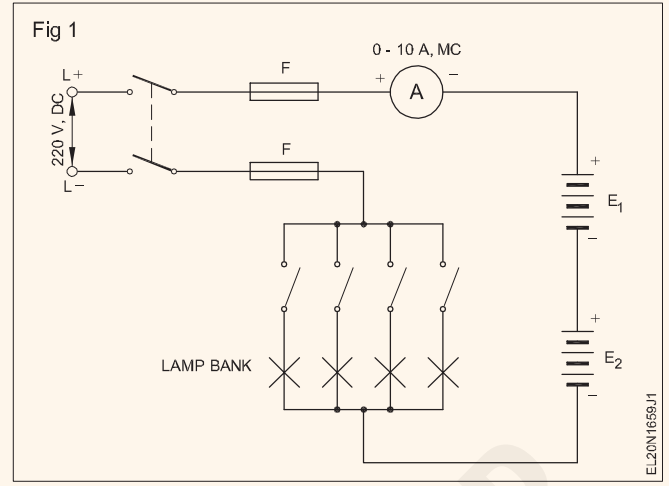 Fig 1
0 - 10 A, MC
L+
F
+
A
−
220 V, DC
F
L−
+
E1
−
+
LAMP BANK
E2
−
EL20N1659J1